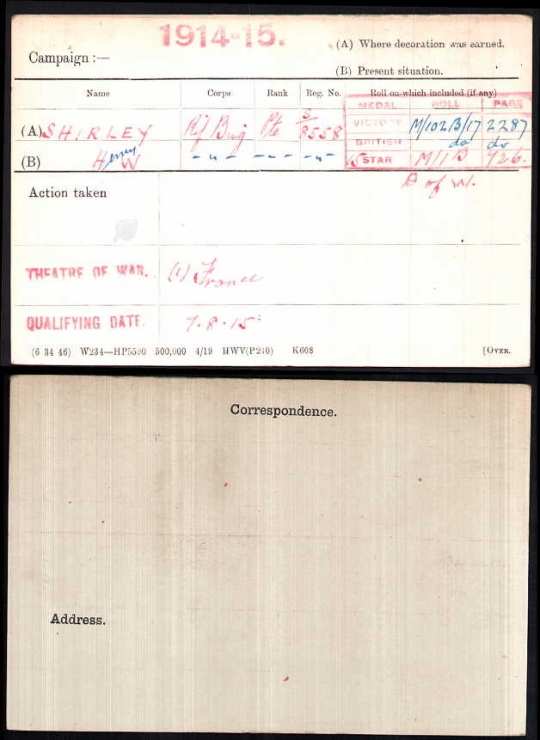 1914-15.
Campaign :—
(A) Where decoration was earned.
(B) Present situation.
Name Corps Rank Reg. No. Roll on which included (if any)
MEDAL ROLL PAGE
(A) SHIRLEY Rif Brig Pte S/8558 VICTORY M/102B/17 2287
BRITISH do do
(B) Henry W -"- -"- -"- 15 STAR M/1B 726.
Action taken D of W.
THEATRE OF WAR. (1) France
QUALIFYING DATE. 7.8.15
(6 34 46) W234—HP5590 500,000 4/19 HWV(P240) K608 [OVER.
Correspondence.
Address.